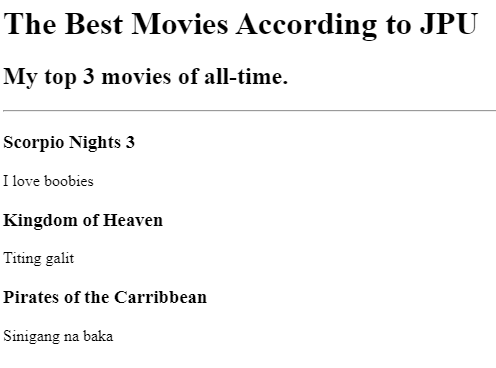 The Best Movies According to JPU
My top 3 movies of all-time.
Scorpio Nights 3
I love boobies
Kingdom of Heaven
Titing galit
Pirates of the Carribbean
Sinigang na baka